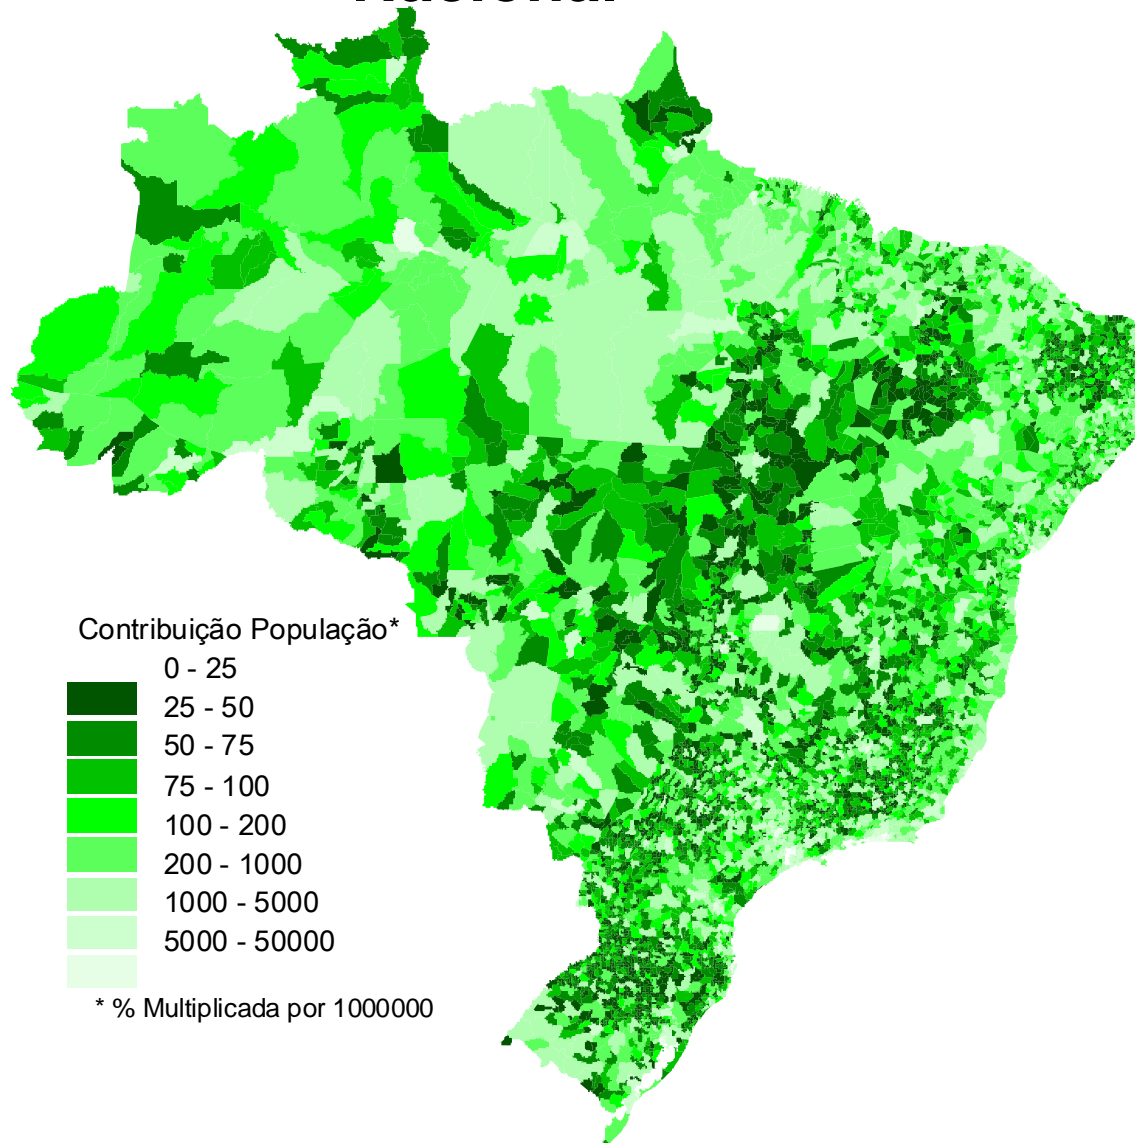 Contribuição População*
0 - 25
25 - 50
50 - 75
75 - 100
100 - 200
200 - 1000
1000 - 5000
5000 - 50000
* % Multiplicada por 1000000